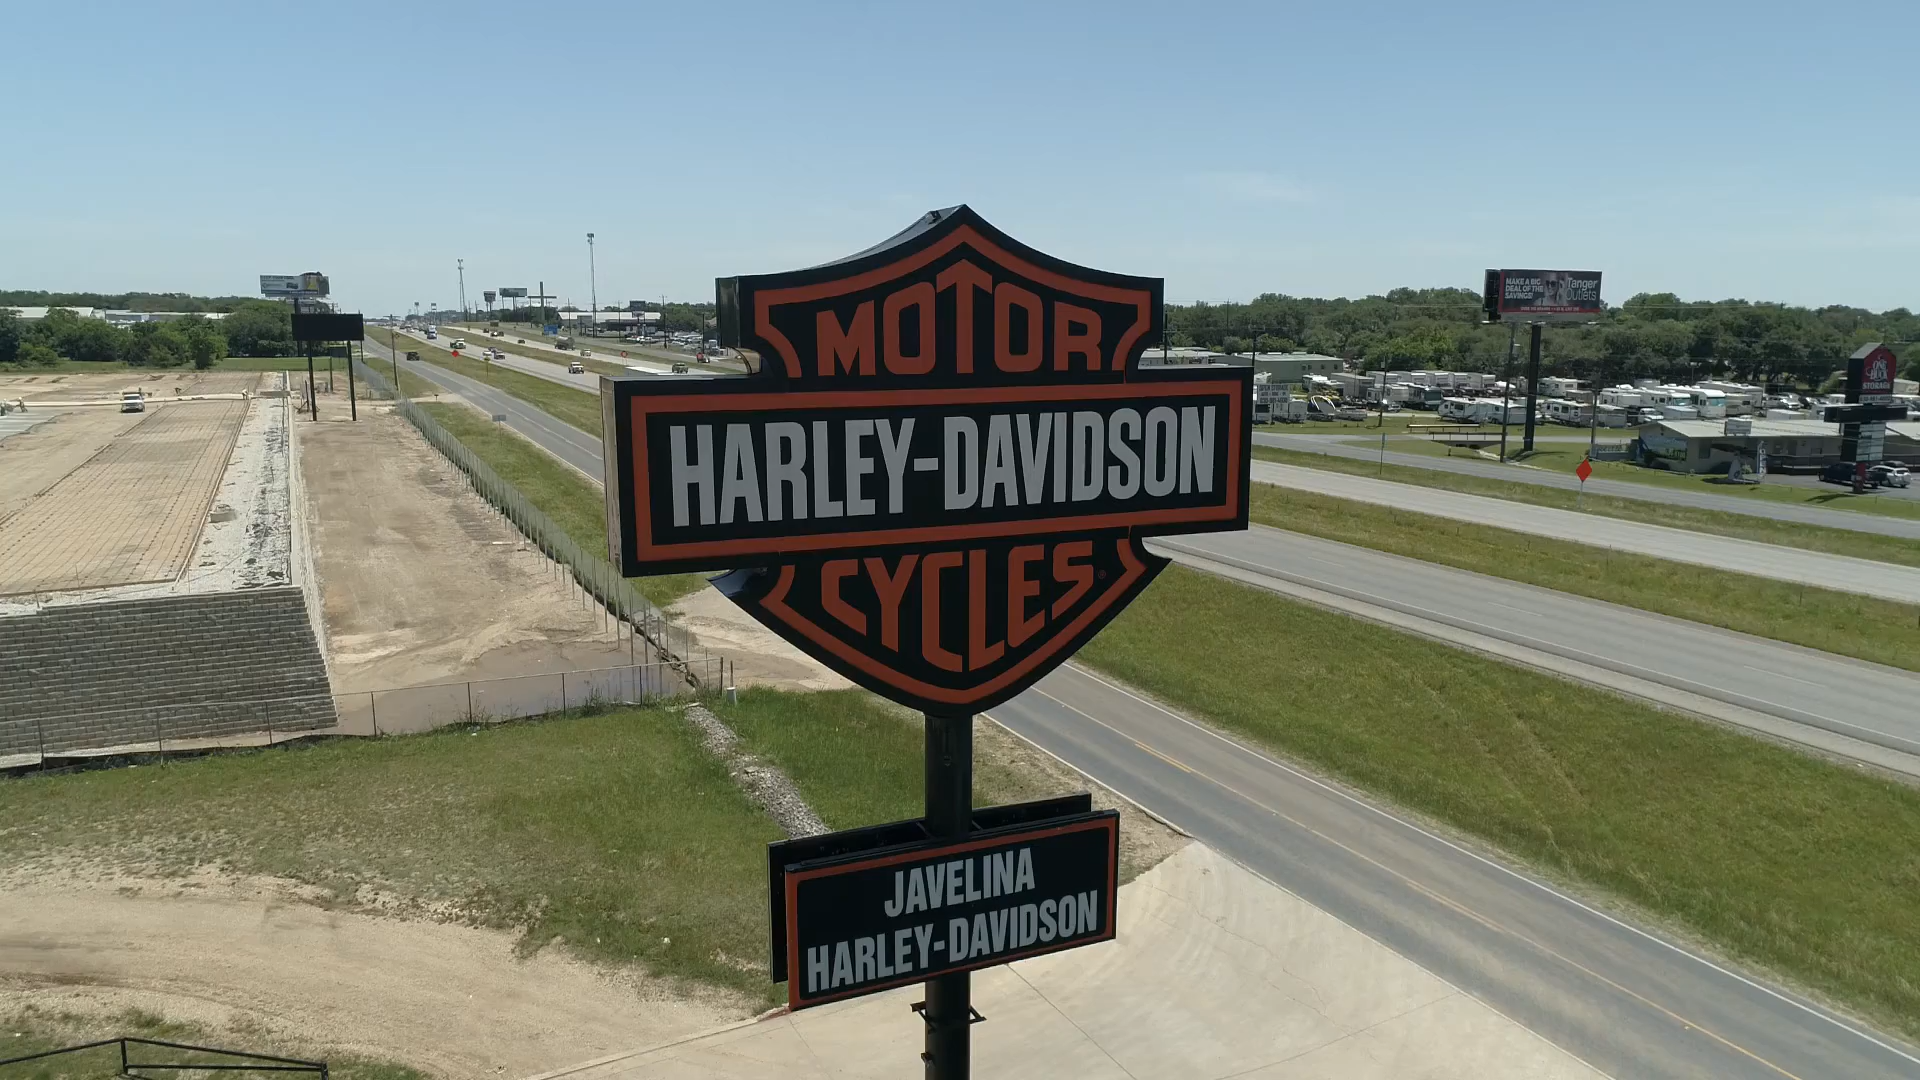 MOTOR
HARLEY-DAVIDSON
CYCLES
JAVELINA
HARLEY-DAVIDSON
MAKE A BIG
DEAL OF THE
SAVINGS!
Tanger
Outlets
STORAGE